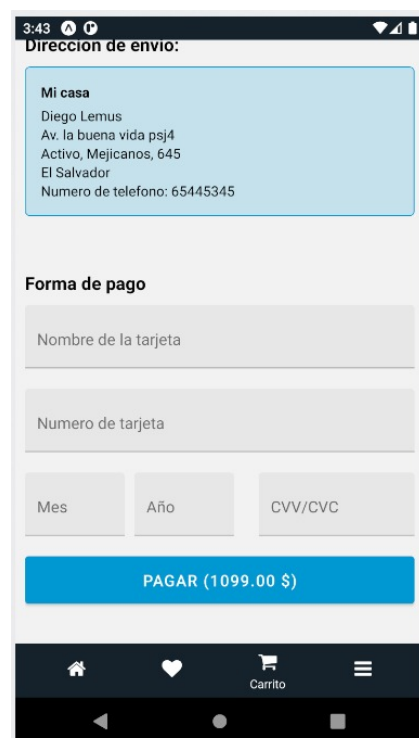 3:43
Dirección de envio:
Mi casa
Diego Lemus
Av. la buena vida psj4
Activo, Mejicanos, 645
El Salvador
Numero de telefono: 65445345
Forma de pago
Nombre de la tarjeta
Numero de tarjeta
Mes Año CVV/CVC
PAGAR (1099.00 $)
Carrito